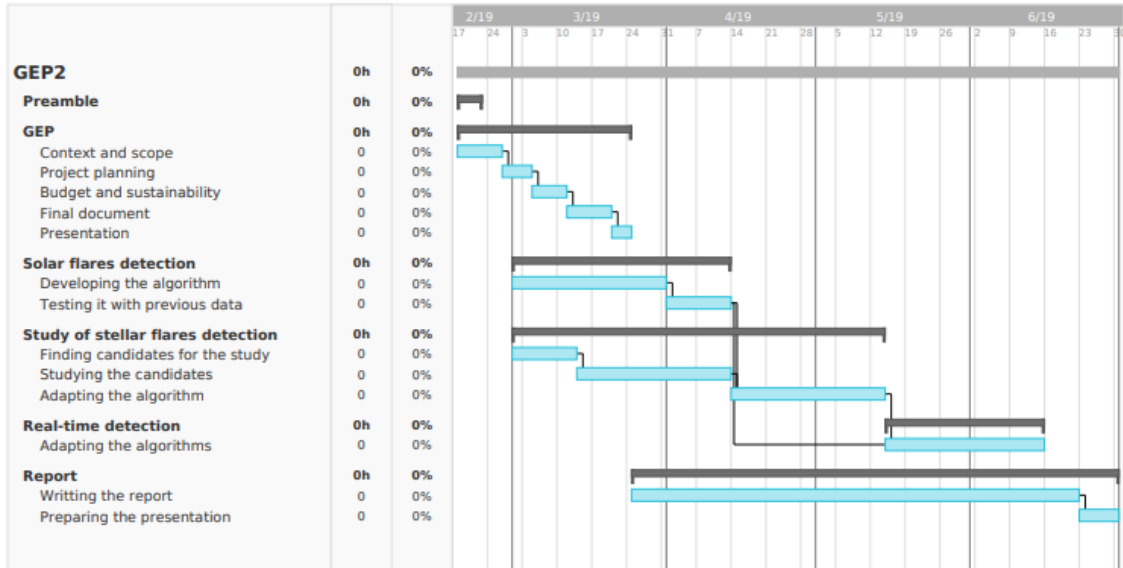 2/19 3/19 4/19 5/19 6/19
17 24 3 10 17 24 31 7 14 21 28 5 12 19 26 2 9 16 23 30
GEP2 0h 0%
Preamble 0h 0%
GEP 0h 0%
Context and scope 0 0%
Project planning 0 0%
Budget and sustainability 0 0%
Final document 0 0%
Presentation 0 0%
Solar flares detection 0h 0%
Developing the algorithm 0 0%
Testing it with previous data 0 0%
Study of stellar flares detection 0h 0%
Finding candidates for the study 0 0%
Studying the candidates 0 0%
Adapting the algorithm 0 0%
Real-time detection 0h 0%
Adapting the algorithms 0 0%
Report 0h 0%
Writting the report 0 0%
Preparing the presentation 0 0%